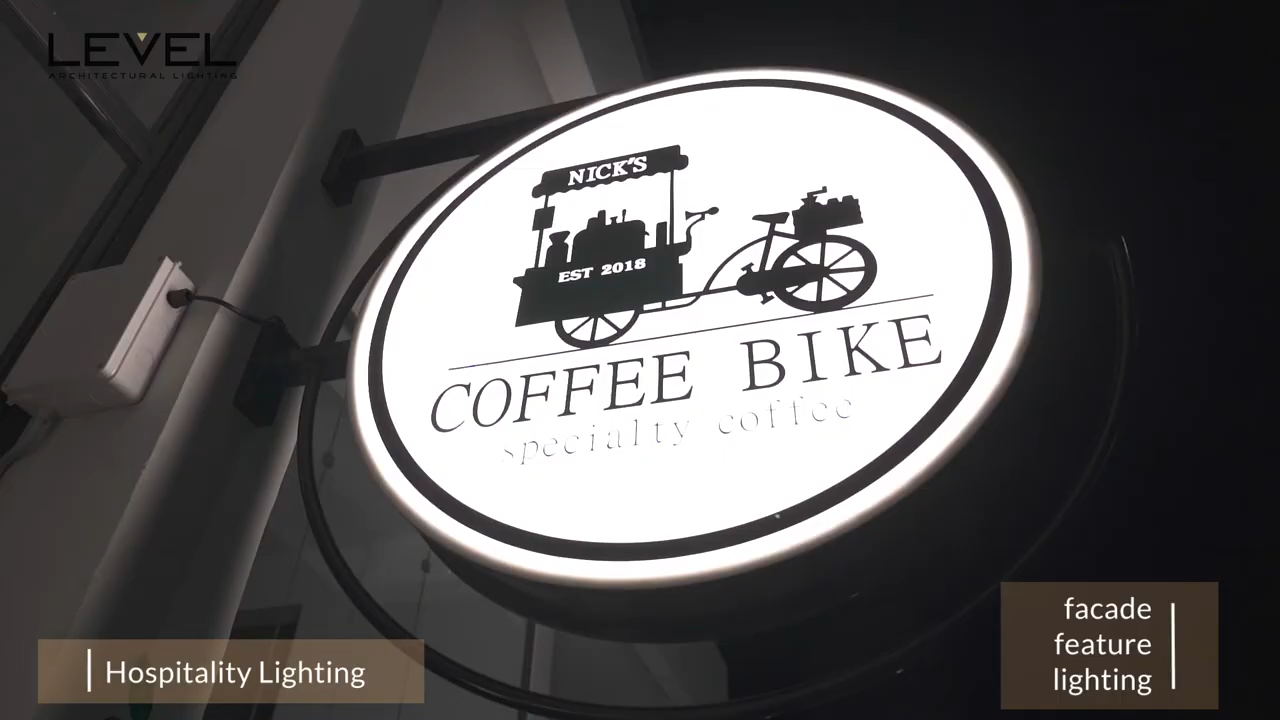 LEVEL
ARCHITECTURAL LIGHTING
NICK'S
EST 2018
COFFEE BIKE
specialty coffee
Hospitality Lighting
facade
feature
lighting